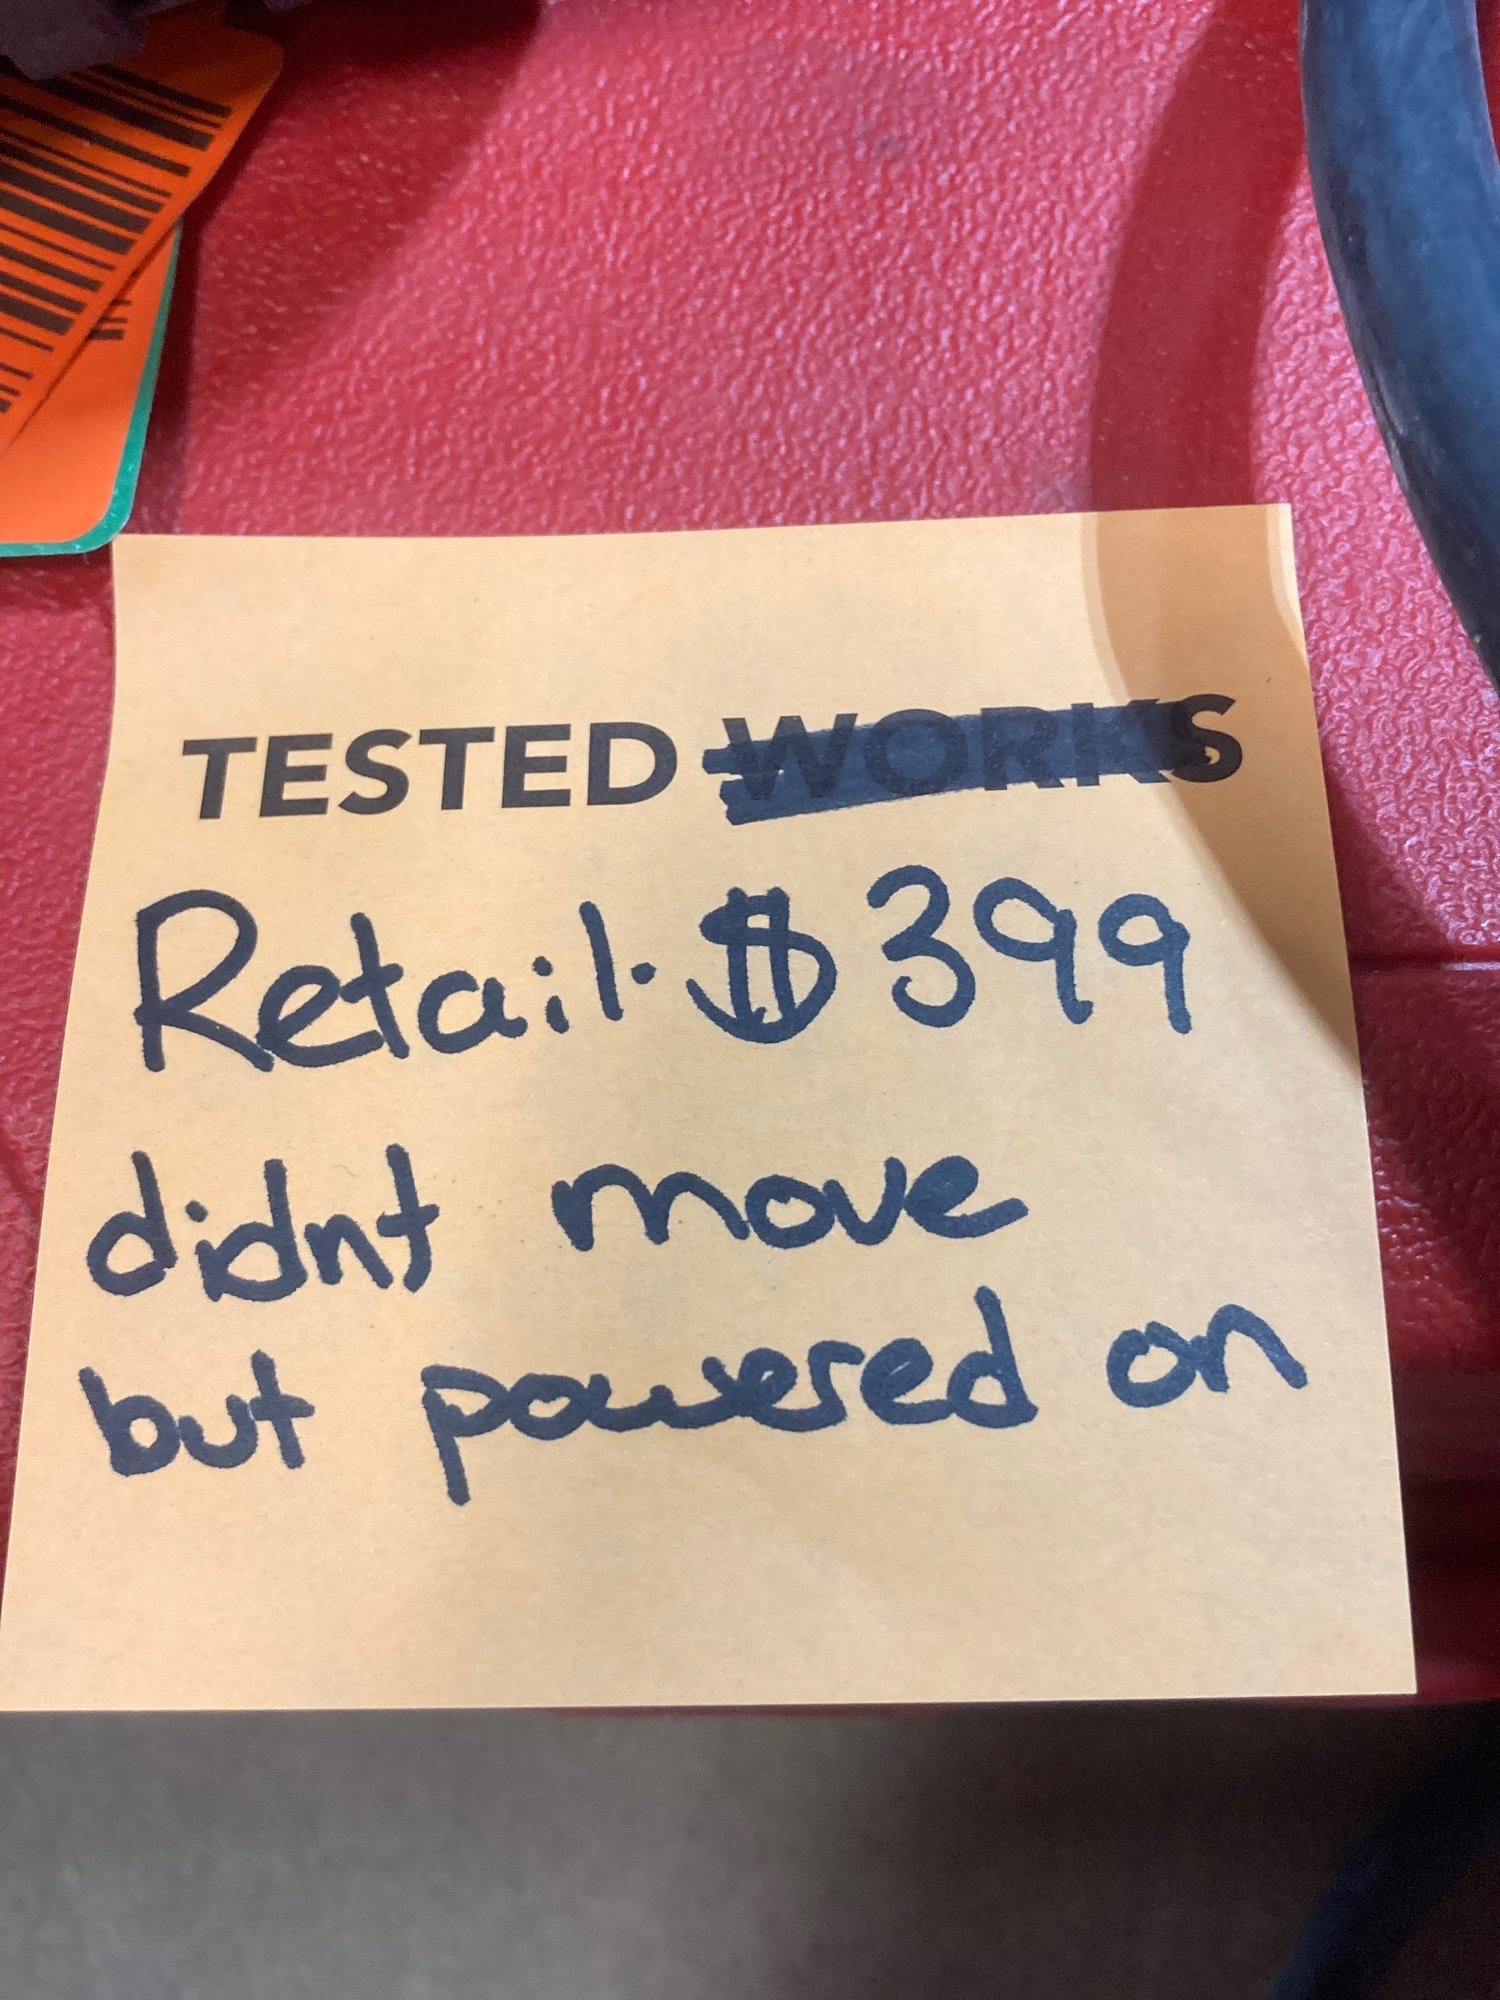 TESTED WORKS
Retail. $399
didnt move
but powered on